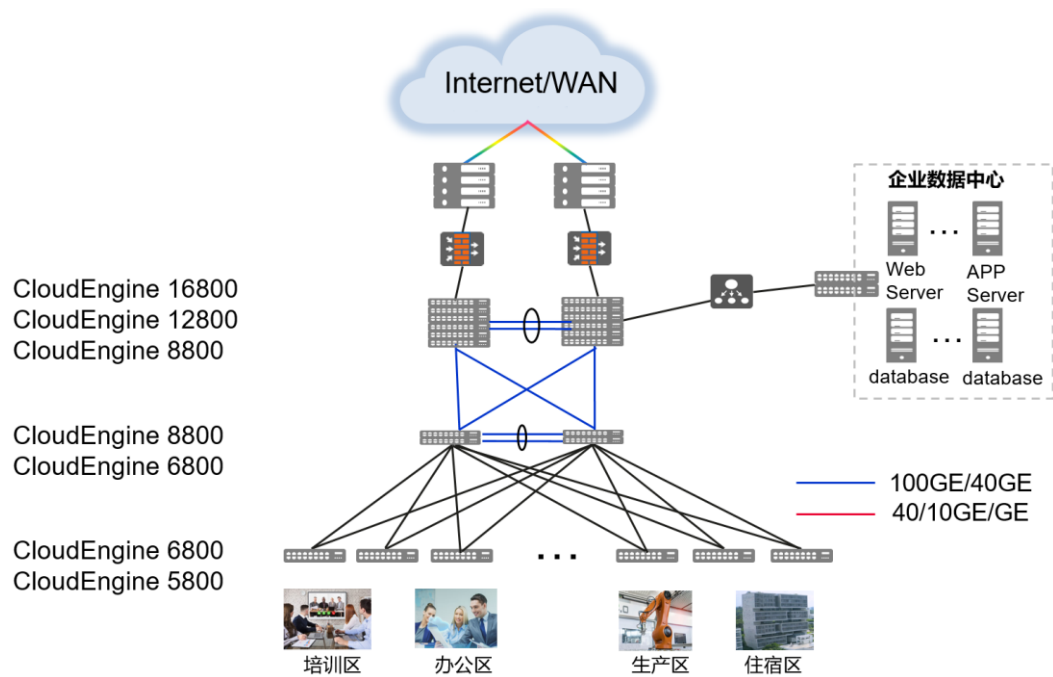 Internet/WAN
企业数据中心
Web
Server
APP
Server
database
database
CloudEngine 16800
CloudEngine 12800
CloudEngine 8800
CloudEngine 8800
CloudEngine 6800
100GE/40GE
40/10GE/GE
CloudEngine 6800
CloudEngine 5800
培训区
办公区
生产区
住宿区